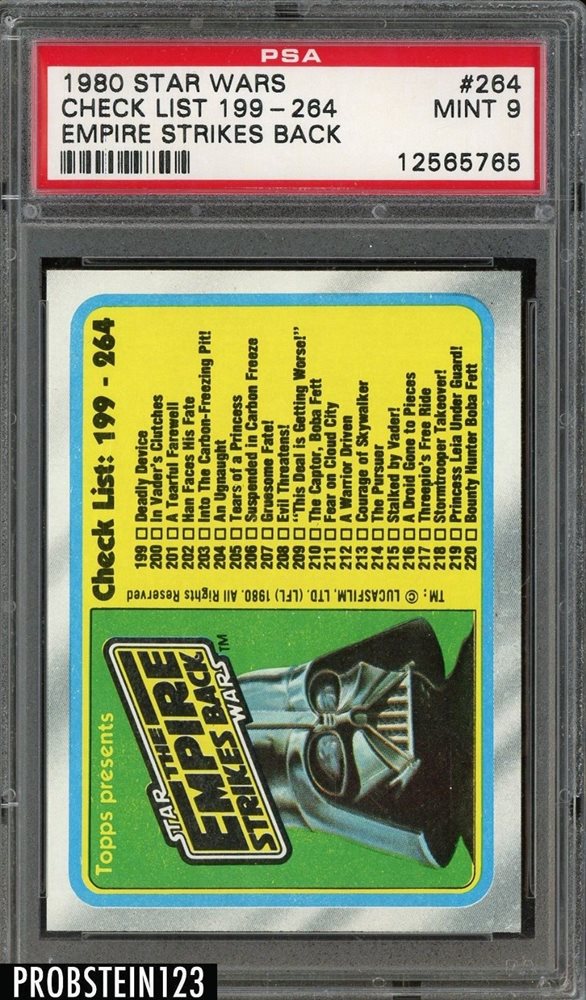 PSA
1980 STAR WARS #264
CHECK LIST 199-264 MINT 9
EMPIRE STRIKES BACK
12565765
Topps presents
STAR THE
EMPIRE
STRIKES BACK
WARS™
Check List: 199 - 264
199 □ Deadly Device
200 □ In Vader's Clutches
201 □ A Tearful Farewell
202 □ Han Faces His Fate
203 □ Into The Carbon-Freezing Pit!
204 □ An Ugnaught
205 □ Tears of a Princess
206 □ Suspended in Carbon Freeze
207 □ Gruesome Fate!
208 □ Evil Threatens!
209 □ "This Deal is Getting Worse!"
210 □ The Captor, Boba Fett
211 □ Fear on Cloud City
212 □ A Warrior Driven
213 □ Courage of Skywalker
214 □ The Pursuer
215 □ Stalked by Vader!
216 □ A Droid Gone to Pieces
217 □ Threepio's Free Ride
218 □ Stormtrooper Takeover!
219 □ Princess Leia Under Guard!
220 □ Bounty Hunter Boba Fett
TM: © LUCASFILM, LTD. (LFL) 1980. All Rights Reserved
PROBSTEIN123